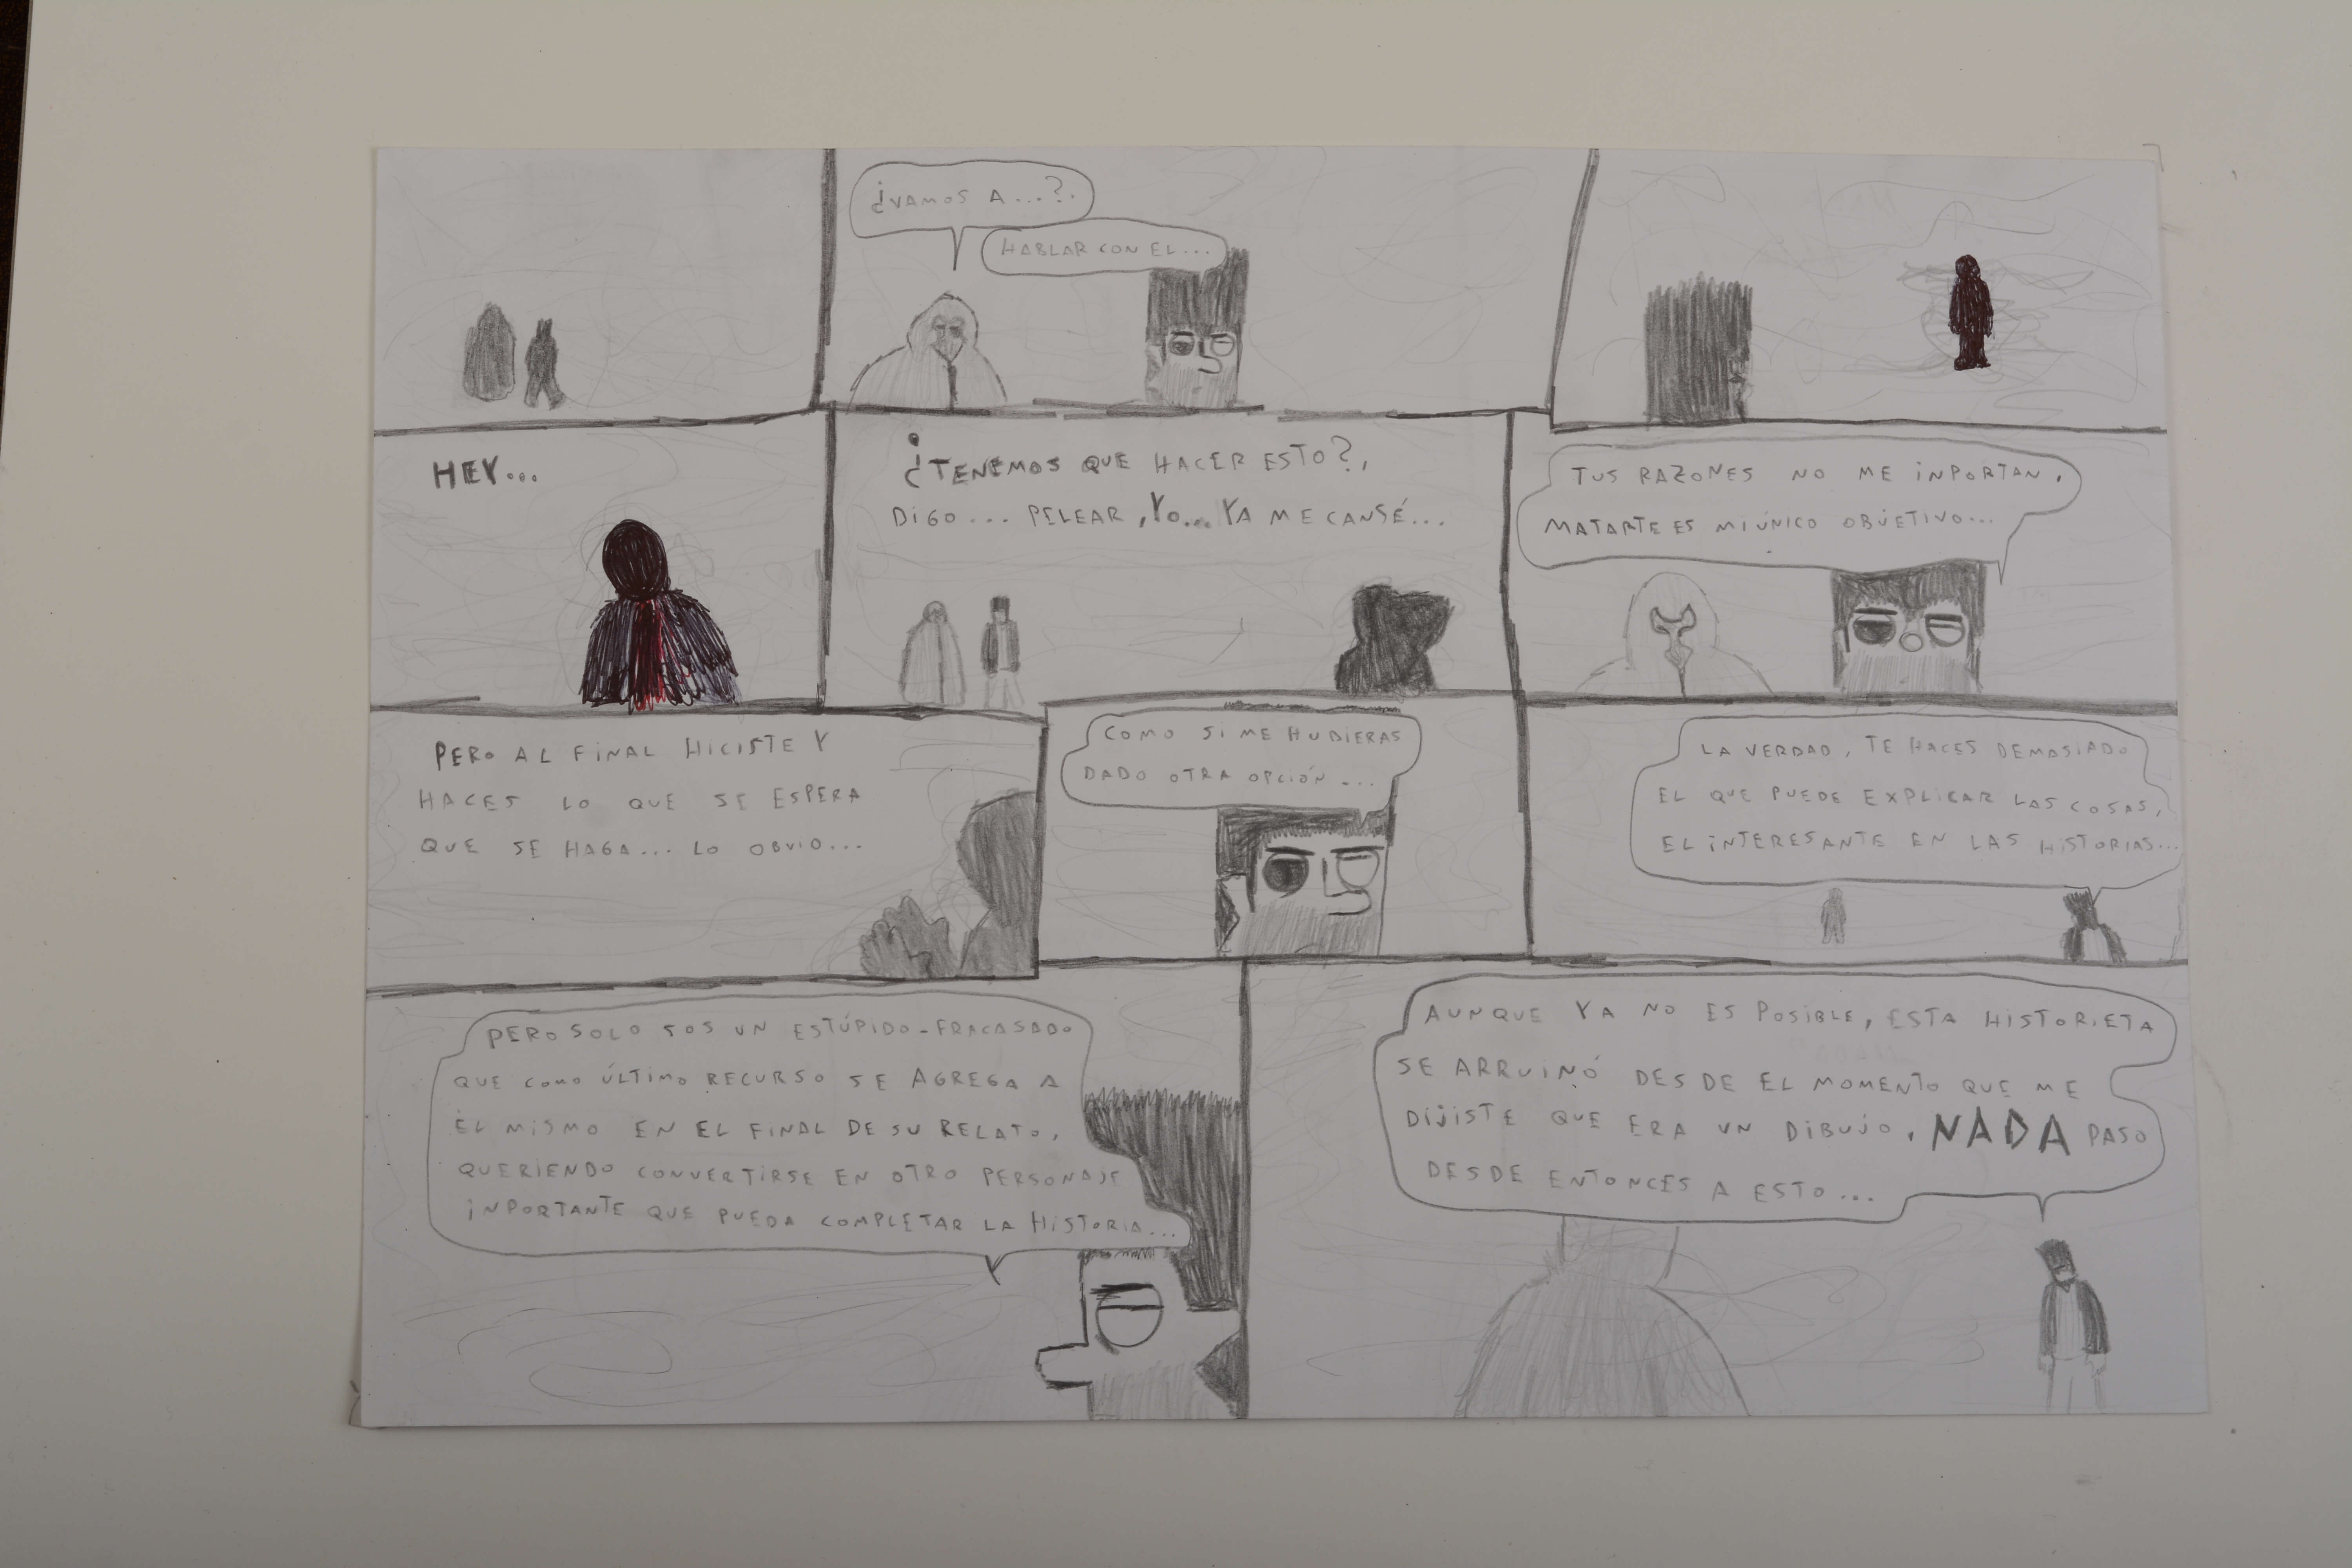 ¿VAMOS A...?
HABLAR CON EL...
HEY...
¿TENEMOS QUE HACER ESTO?,
DIGO... PELEAR, YO... YA ME CANSÉ...
TUS RAZONES NO ME INPORTAN.
MATARTE ES MI ÚNICO OBJETIVO...
PERO AL FINAL HICISTE Y
HACES LO QUE SE ESPERA
QUE SE HAGA... LO OBVIO...
COMO SI ME HUBIERAS
DADO OTRA OPCIÓN...
LA VERDAD, TE HACES DEMASIADO
EL QUE PUEDE EXPLICAR LAS COSAS,
EL INTERESANTE EN LAS HISTORIAS...
PERO SOLO SOS UN ESTÚPIDO-FRACASADO
QUE COMO ÚLTIMO RECURSO SE AGREGA A
ÉL MISMO EN EL FINAL DE SU RELATO,
QUERIENDO CONVERTIRSE EN OTRO PERSONAJE
INPORTANTE QUE PUEDA COMPLETAR LA HISTORIA...
AUNQUE YA NO ES POSIBLE, ESTA HISTORIETA
SE ARRUINÓ DESDE EL MOMENTO QUE ME
DIJISTE QUE ERA UN DIBUJO, NADA PASO
DESDE ENTONCES A ESTO...